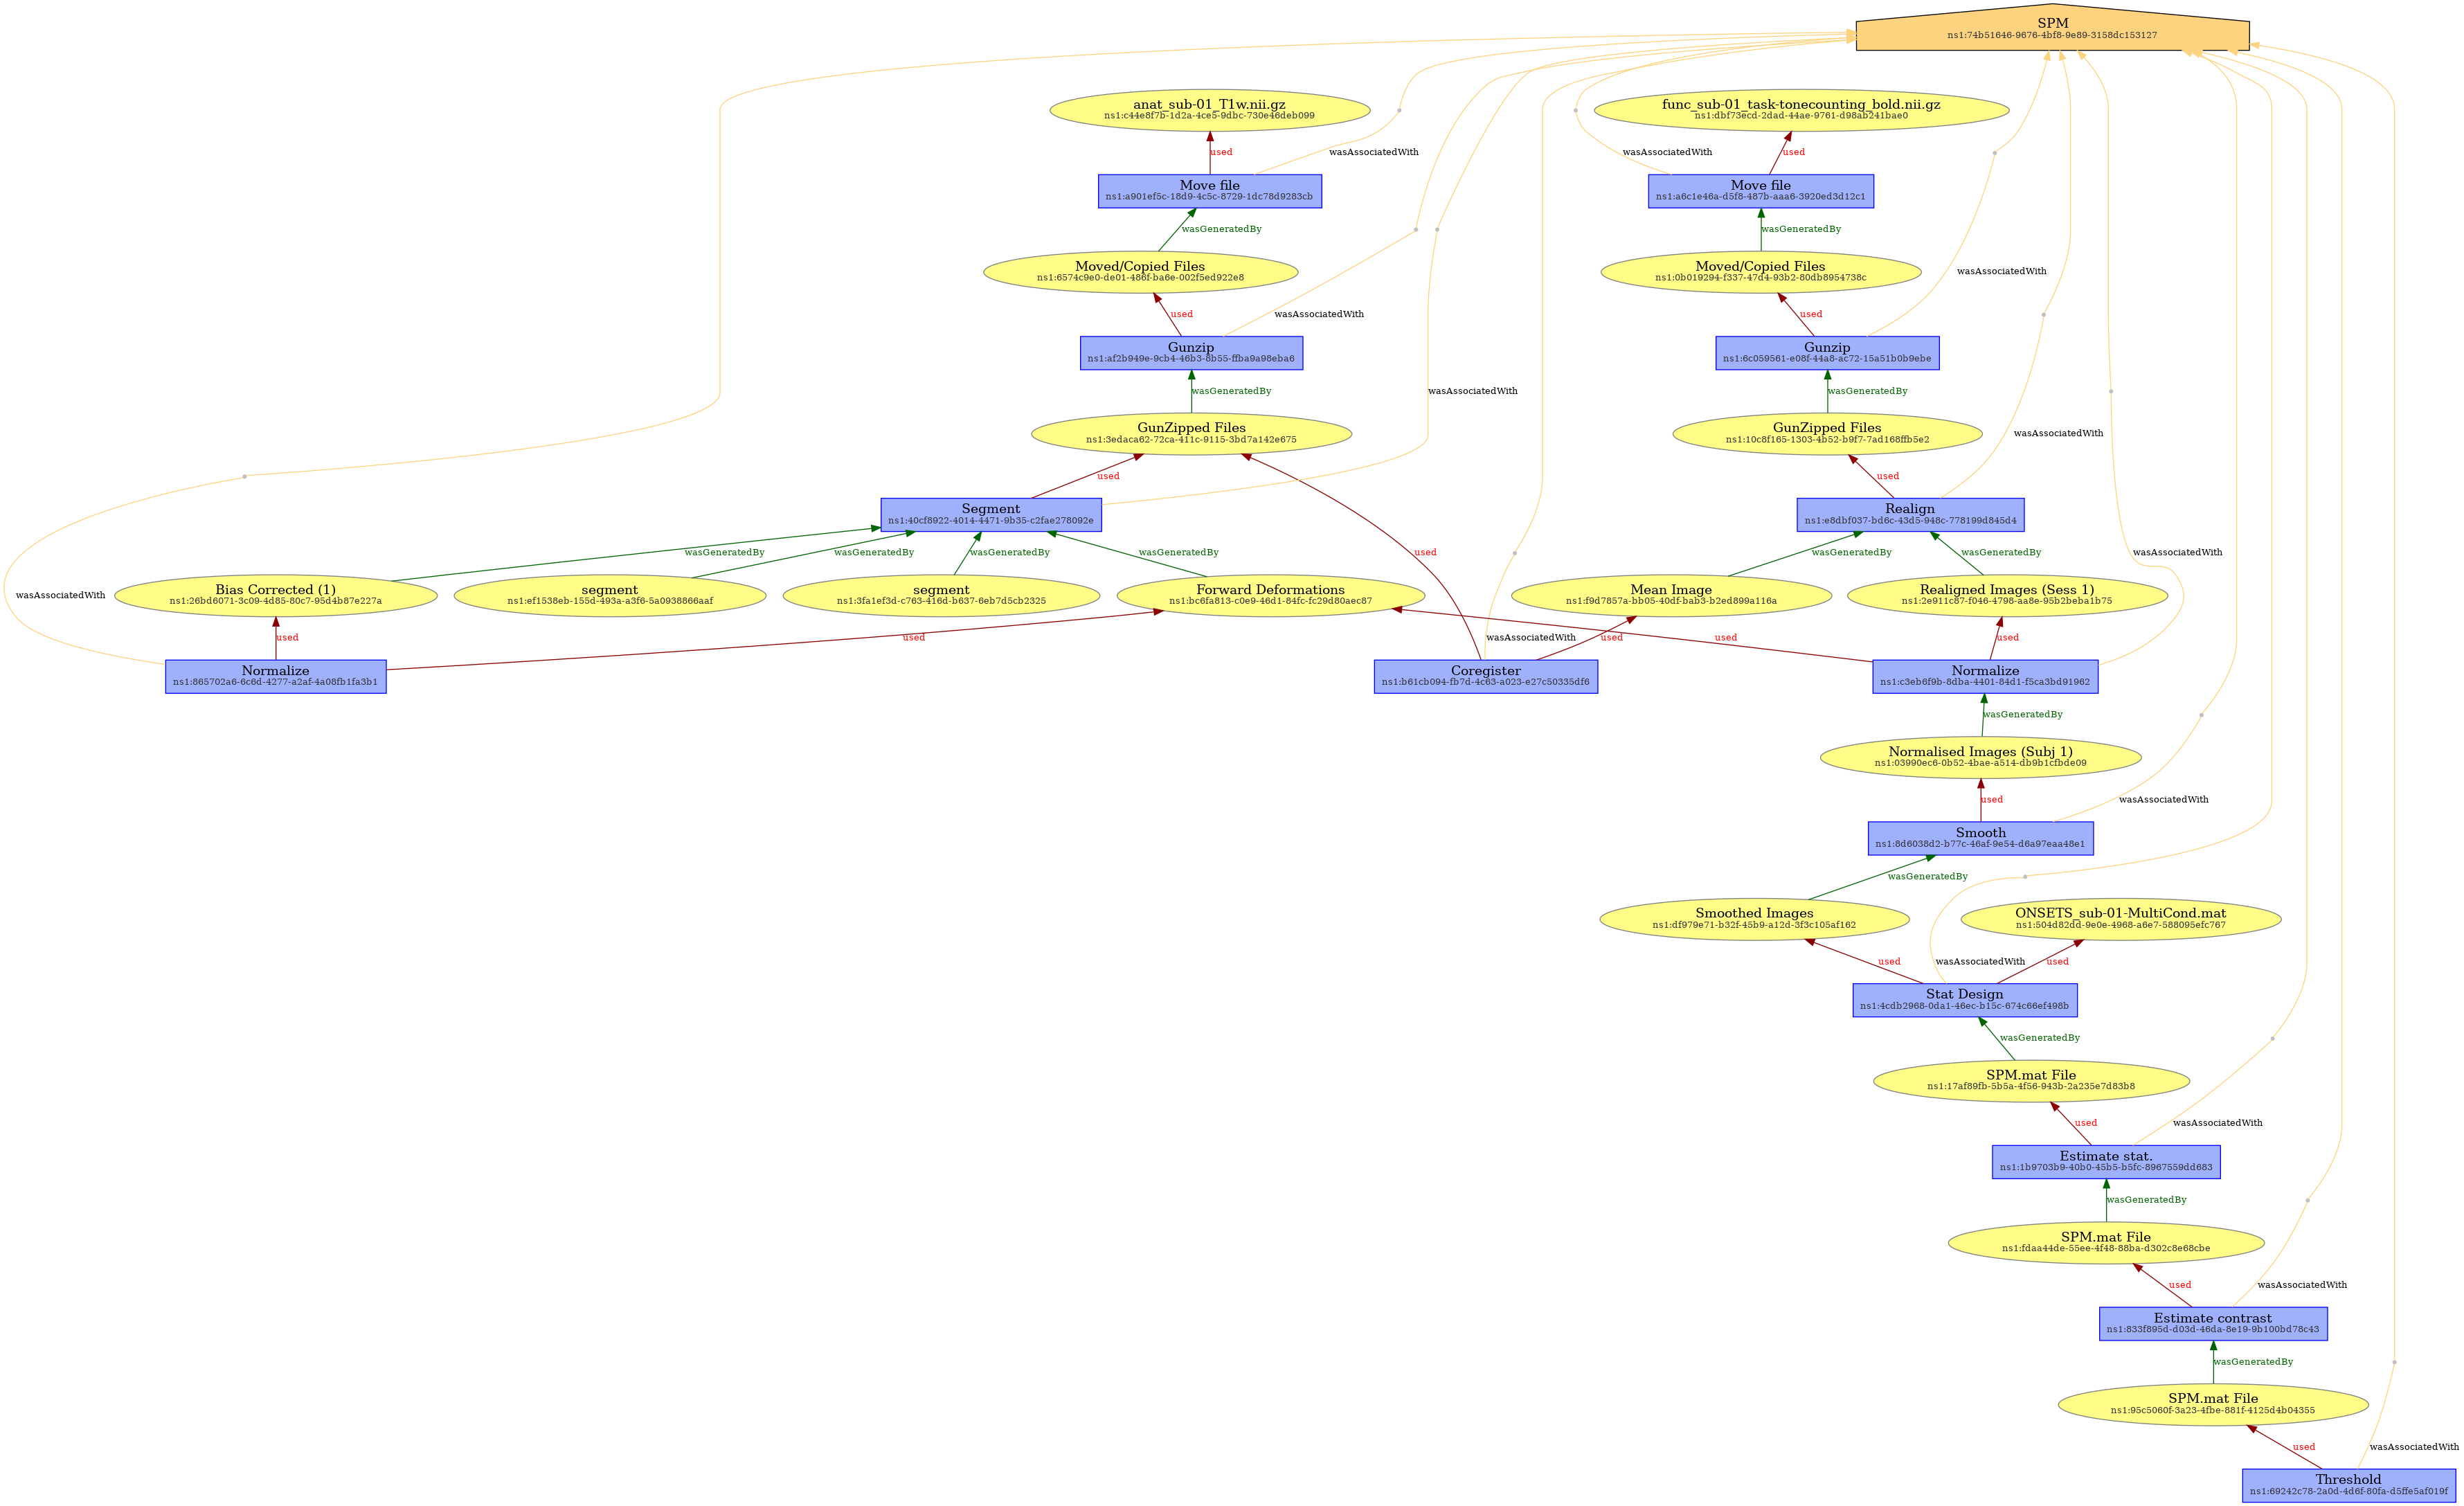 SPM
ns1:74b51646-9676-4bf8-9e89-3158dc153127
anat_sub-01_T1w.nii.gz
ns1:c44e8f7b-1d2a-4ce5-9dbc-730e46deb099
func_sub-01_task-tonecounting_bold.nii.gz
ns1:dbf73ecd-2dad-44ae-9761-d98ab241bae0
used
wasAssociatedWith
wasAssociatedWith
used
Move file
ns1:a901ef5c-18d9-4c5c-8729-1dc78d9283cb
Move file
ns1:a6c1e46a-d5f8-487b-aaa6-3920ed3d12c1
wasGeneratedBy
wasGeneratedBy
Moved/Copied Files
ns1:6574c9e0-de01-486f-ba6e-002f5ed922e8
Moved/Copied Files
ns1:0b019294-f337-47d4-93b2-80db8954738c
wasAssociatedWith
used
wasAssociatedWith
used
Gunzip
ns1:af2b949e-9cb4-46b3-8b55-ffba9a98eba6
Gunzip
ns1:6c059561-e08f-44a8-ac72-15a51b0b9ebe
wasGeneratedBy
wasAssociatedWith
wasGeneratedBy
GunZipped Files
ns1:3edaca62-72ca-411c-9115-3bd7a142e675
GunZipped Files
ns1:10c8f165-1303-4b52-b9f7-7ad168ffb5e2
wasAssociatedWith
used
used
Segment
ns1:40cf8922-4014-4471-9b35-c2fae278092e
Realign
ns1:e8dbf037-bd6c-43d5-948c-778199d845d4
wasGeneratedBy
wasGeneratedBy
wasGeneratedBy
wasGeneratedBy
used
wasGeneratedBy
wasGeneratedBy
wasAssociatedWith
wasAssociatedWith
Bias Corrected (1)
ns1:26bd6071-3c09-4d85-80c7-95d4b87e227a
segment
ns1:ef1538eb-155d-493a-a3f6-5a0938866aaf
segment
ns1:3fa1ef3d-c763-416d-b637-6eb7d5cb2325
Forward Deformations
ns1:bc6fa813-c0e9-46d1-84fc-fc29d80aec87
Mean Image
ns1:f9d7857a-bb05-40df-bab3-b2ed899a116a
Realigned Images (Sess 1)
ns1:2e911c87-f046-4798-aa8e-95b2beba1b75
used
used
wasAssociatedWith
used
used
used
Normalize
ns1:865702a6-6c6d-4277-a2af-4a08fb1fa3b1
Coregister
ns1:b61cb094-fb7d-4c63-a023-e27c50335df6
Normalize
ns1:c3eb6f9b-8dba-4401-84d1-f5ca3bd91962
wasGeneratedBy
Normalised Images (Subj 1)
ns1:03990ec6-0b52-4bae-a514-db9b1cfbde09
used
wasAssociatedWith
Smooth
ns1:8d6038d2-b77c-46af-9e54-d6a97eaa48e1
wasGeneratedBy
Smoothed Images
ns1:df979e71-b32f-45b9-a12d-3f3c105af162
ONSETS_sub-01-MultiCond.mat
ns1:504d82dd-9e0e-4968-a6e7-588095efc767
used
wasAssociatedWith
used
Stat Design
ns1:4cdb2968-0da1-46ec-b15c-674c66ef498b
wasGeneratedBy
SPM.mat File
ns1:17af89fb-5b5a-4f56-943b-2a235e7d83b8
used
wasAssociatedWith
Estimate stat.
ns1:1b9703b9-40b0-45b5-b5fc-8967559dd683
wasGeneratedBy
SPM.mat File
ns1:fdaa44de-55ee-4f48-88ba-d302c8e68cbe
used
wasAssociatedWith
Estimate contrast
ns1:833f895d-d03d-46da-8e19-9b100bd78c43
wasGeneratedBy
SPM.mat File
ns1:95c5060f-3a23-4fbe-881f-4125d4b04355
used
wasAssociatedWith
Threshold
ns1:69242c78-2a0d-4d6f-80fa-d5ffe5af019f